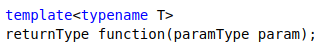 template<typename T>
returnType function(paramType param);